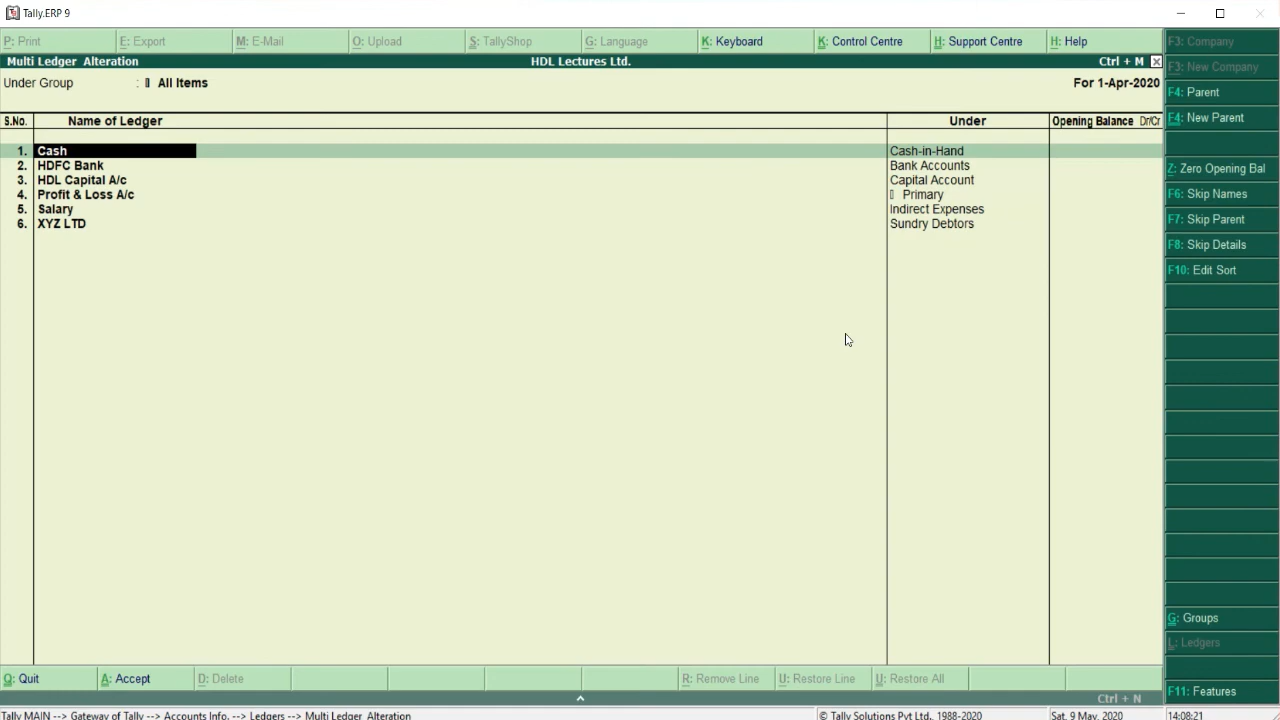 Tally.ERP 9
P: Print E: Export M: E-Mail O: Upload S: TallyShop G: Language K: Keyboard K: Control Centre H: Support Centre H: Help
Multi Ledger Alteration HDL Lectures Ltd. Ctrl + M
Under Group : All Items For 1-Apr-2020
S.No. Name of Ledger Under Opening Balance Dr/Cr
1. Cash Cash-in-Hand
2. HDFC Bank Bank Accounts
3. HDL Capital A/c Capital Account
4. Profit & Loss A/c Primary
5. Salary Indirect Expenses
6. XYZ LTD Sundry Debtors
F3: Company
F3: New Company
F4: Parent
F4: New Parent
Z: Zero Opening Bal
F6: Skip Names
F7: Skip Parent
F8: Skip Details
F10: Edit Sort
G: Groups
L: Ledgers
F11: Features
Q: Quit A: Accept D: Delete R: Remove Line U: Restore Line U: Restore All
Ctrl + N
Tally MAIN --> Gateway of Tally --> Accounts Info. --> Ledgers --> Multi Ledger Alteration © Tally Solutions Pvt Ltd., 1988-2020 Sat, 9 May, 2020 14:08:21